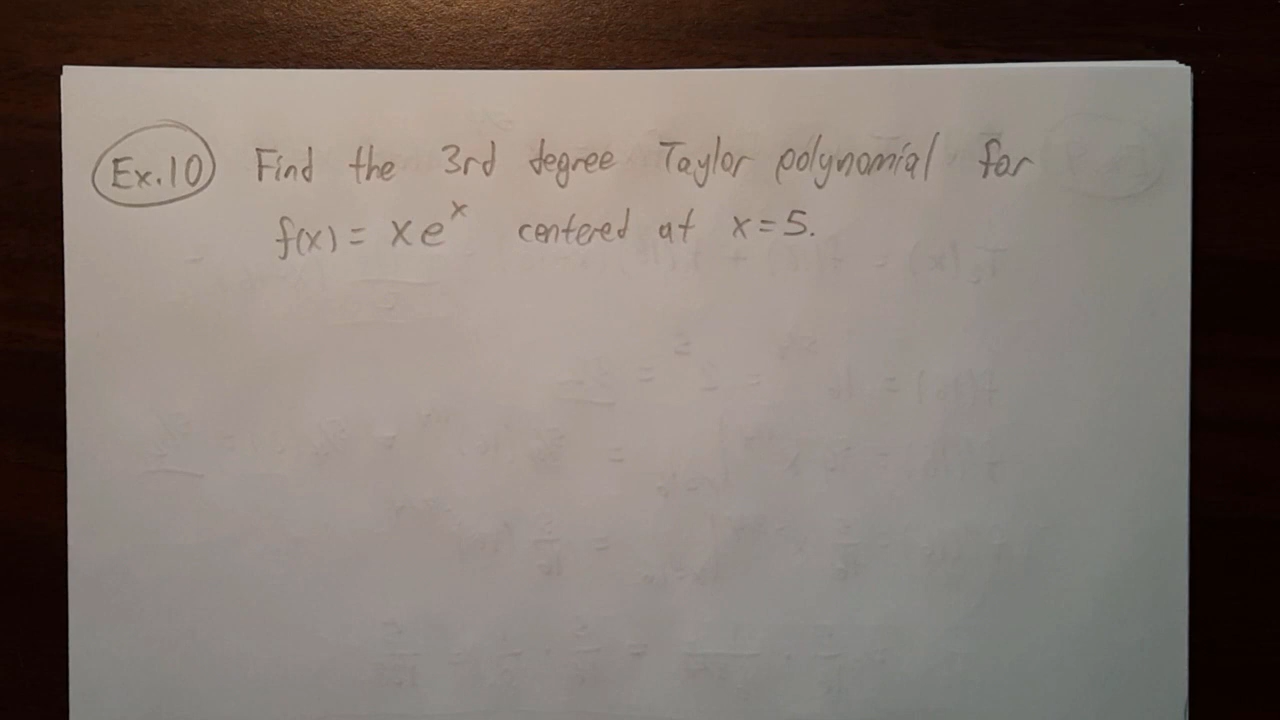 Ex.10 Find the 3rd degree Taylor polynomial for
f(x) = xe^x centered at x=5.